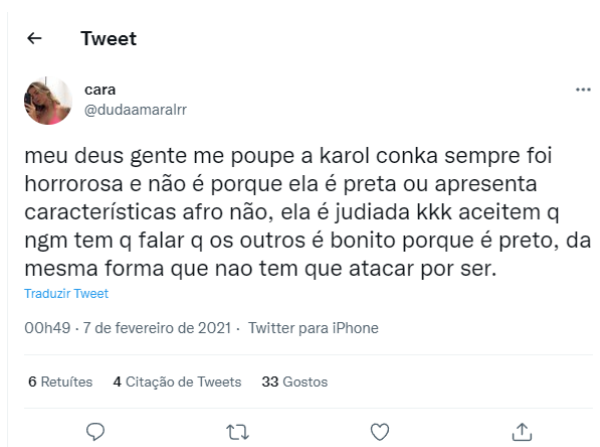 Tweet
cara
@dudaamaralrr
meu deus gente me poupe a karol conka sempre foi
horrorosa e não é porque ela é preta ou apresenta
características afro não, ela é judiada kkk aceitem q
ngm tem q falar q os outros é bonito porque é preto, da
mesma forma que nao tem que atacar por ser.
Traduzir Tweet
00h49 · 7 de fevereiro de 2021 · Twitter para iPhone
6 Retuítes 4 Citação de Tweets 33 Gostos